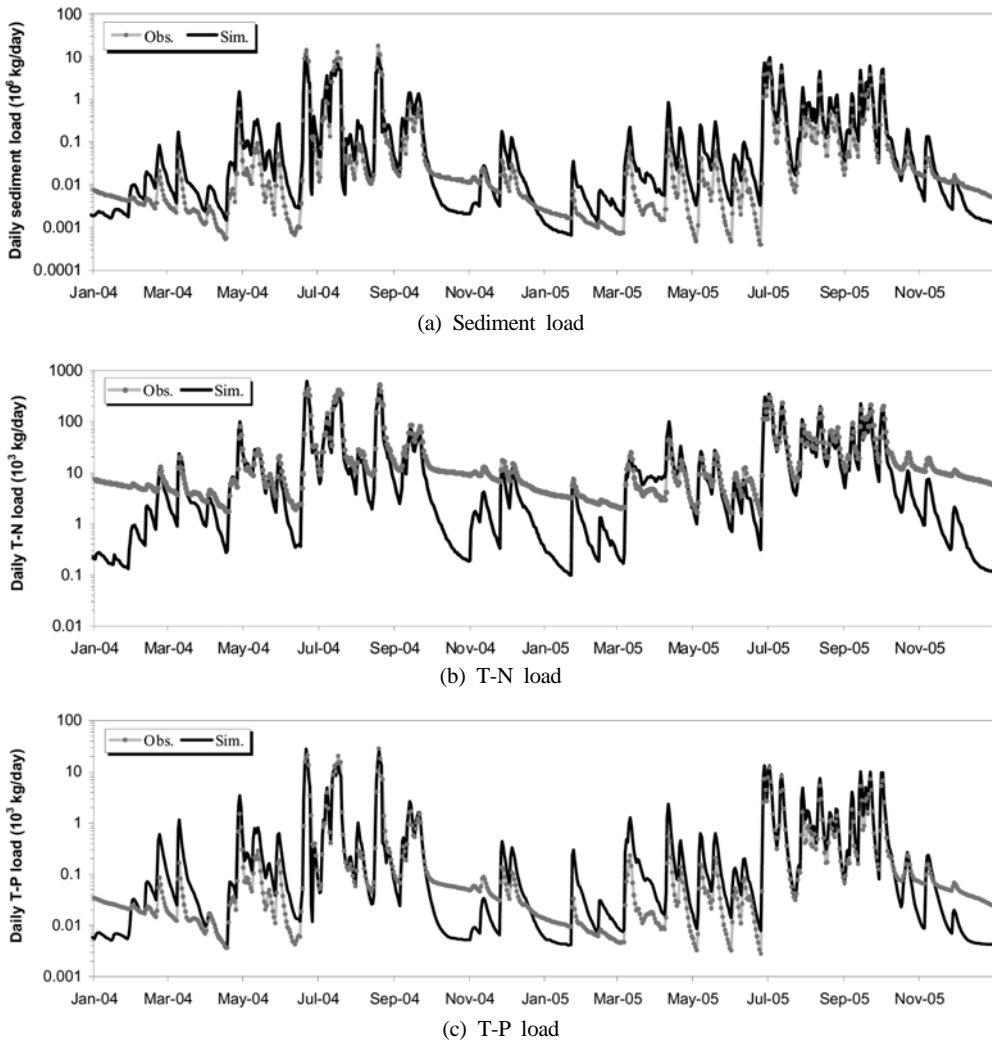 Daily sediment load (10⁶ kg/day)
100
10
1
0.1
0.01
0.001
0.0001
Obs. Sim.
Jan-04 Mar-04 May-04 Jul-04 Sep-04 Nov-04 Jan-05 Mar-05 May-05 Jul-05 Sep-05 Nov-05
(a) Sediment load
Daily T-N load (10³ kg/day)
1000
100
10
1
0.1
0.01
Obs. Sim.
Jan-04 Mar-04 May-04 Jul-04 Sep-04 Nov-04 Jan-05 Mar-05 May-05 Jul-05 Sep-05 Nov-05
(b) T-N load
Daily T-P load (10³ kg/day)
100
10
1
0.1
0.01
0.001
Obs. Sim.
Jan-04 Mar-04 May-04 Jul-04 Sep-04 Nov-04 Jan-05 Mar-05 May-05 Jul-05 Sep-05 Nov-05
(c) T-P load